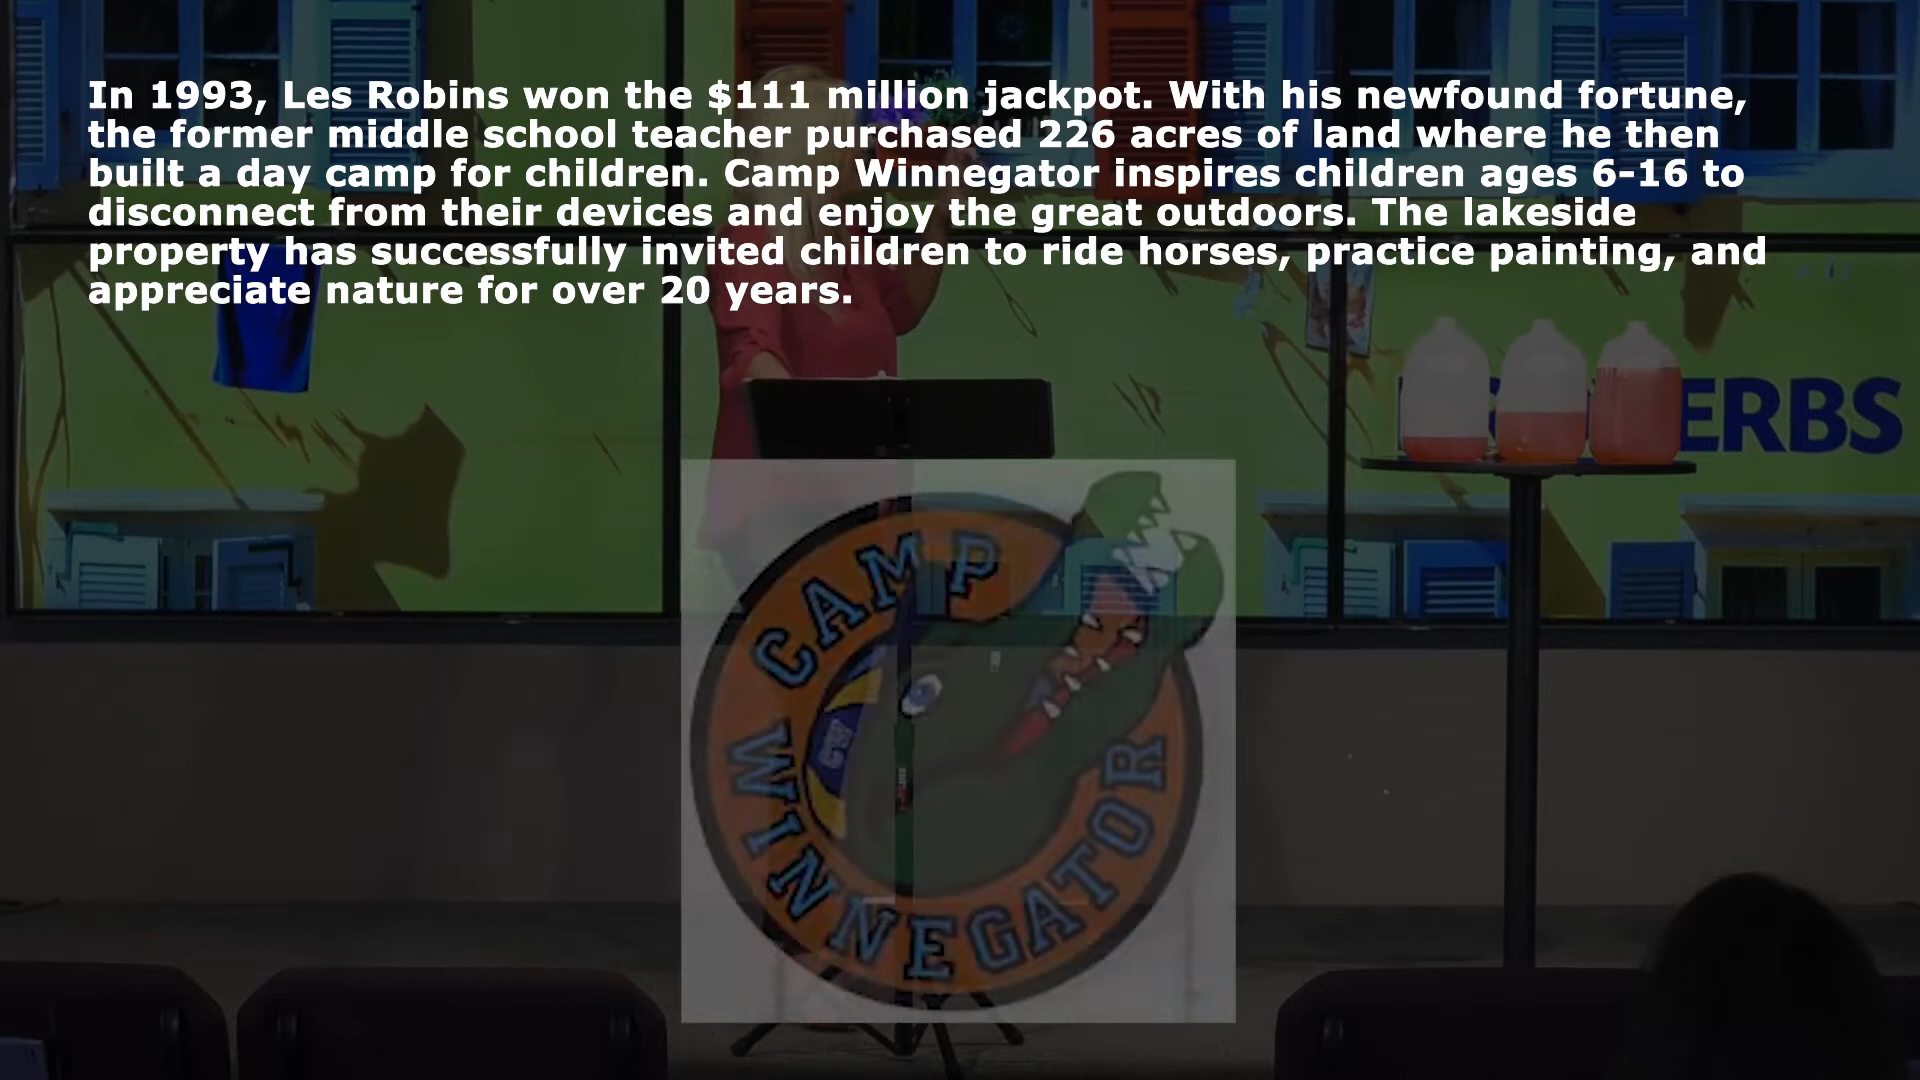 In 1993, Les Robins won the $111 million jackpot. With his newfound fortune,
the former middle school teacher purchased 226 acres of land where he then
built a day camp for children. Camp Winnegator inspires children ages 6-16 to
disconnect from their devices and enjoy the great outdoors. The lakeside
property has successfully invited children to ride horses, practice painting, and
appreciate nature for over 20 years.
ERBS
CAMP
WINNEGATOR